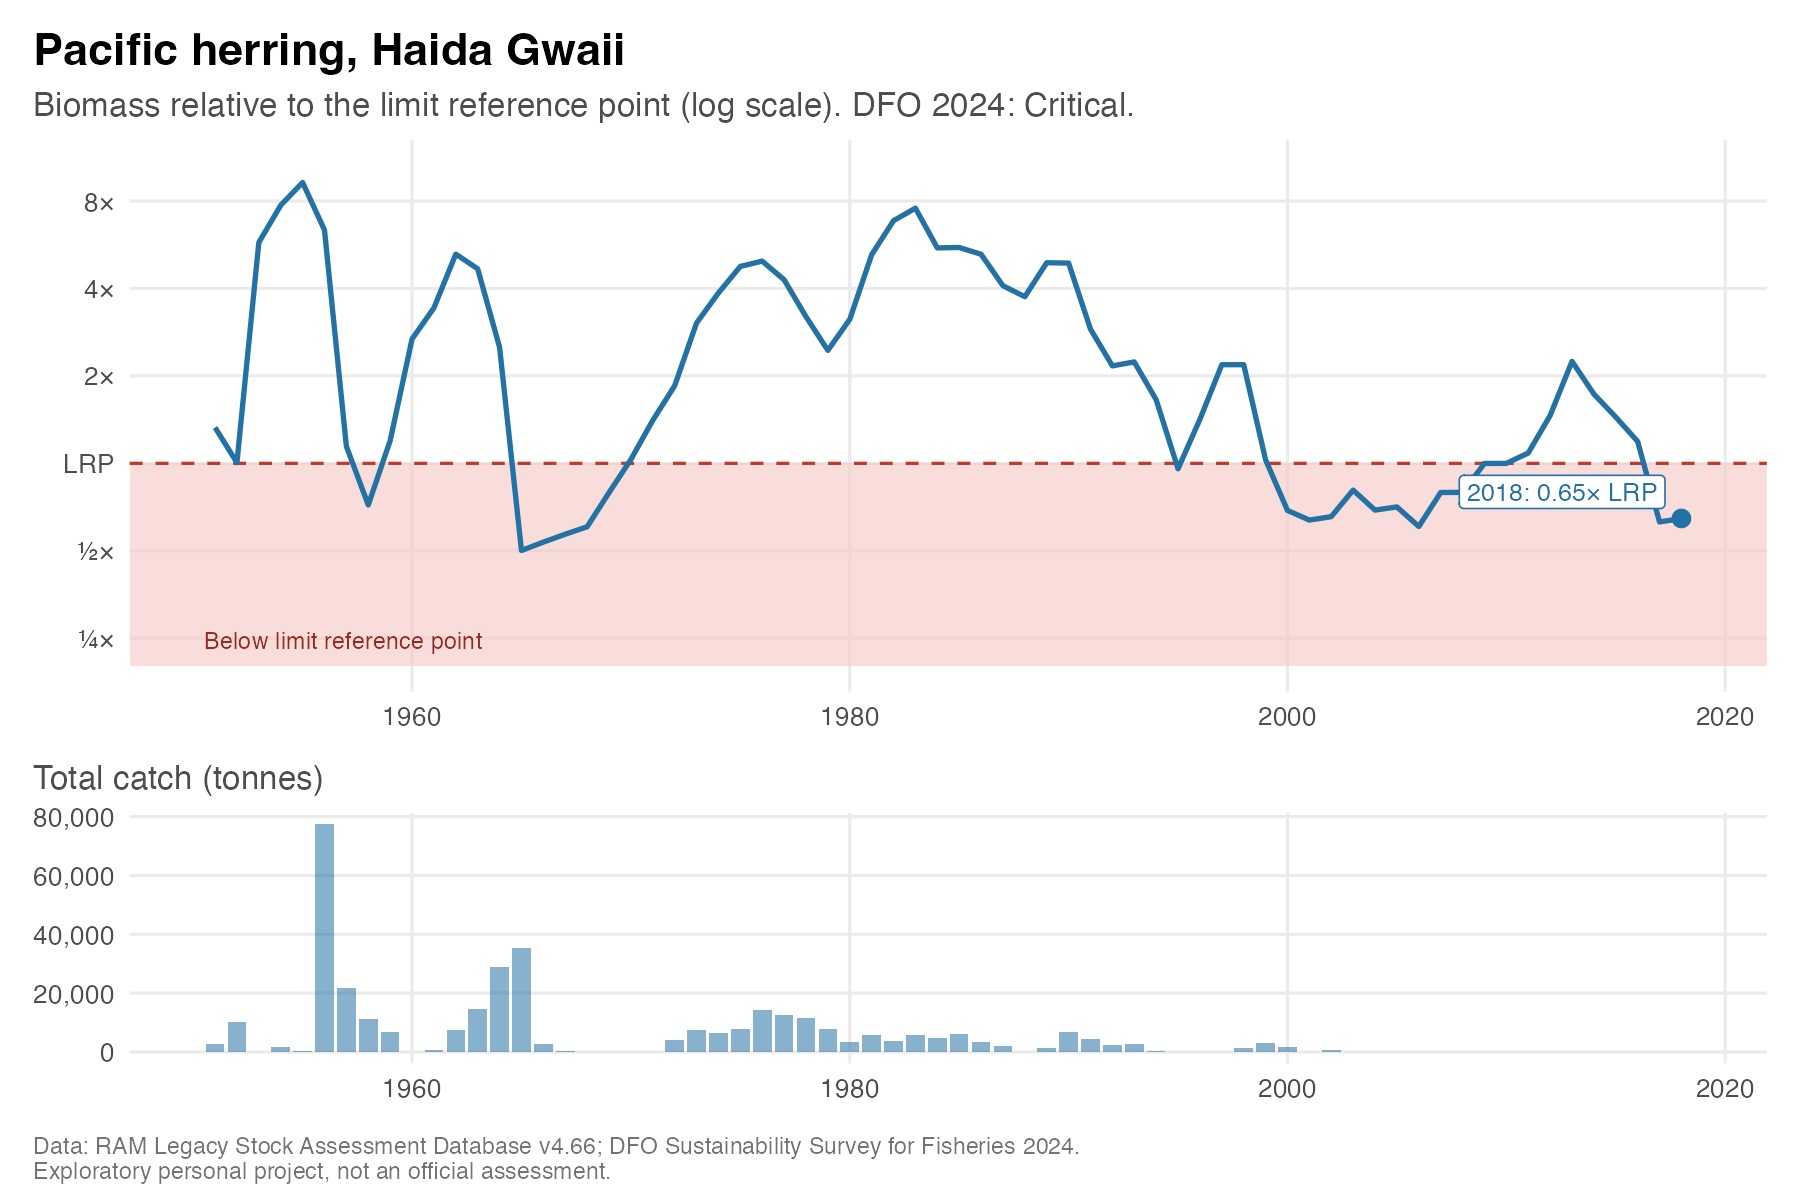 Pacific herring, Haida Gwaii
Biomass relative to the limit reference point (log scale). DFO 2024: Critical.
8×
4×
2×
LRP
½×
¼×
2018: 0.65× LRP
Below limit reference point
1960 1980 2000 2020
Total catch (tonnes)
80,000
60,000
40,000
20,000
0
1960 1980 2000 2020
Data: RAM Legacy Stock Assessment Database v4.66; DFO Sustainability Survey for Fisheries 2024.
Exploratory personal project, not an official assessment.